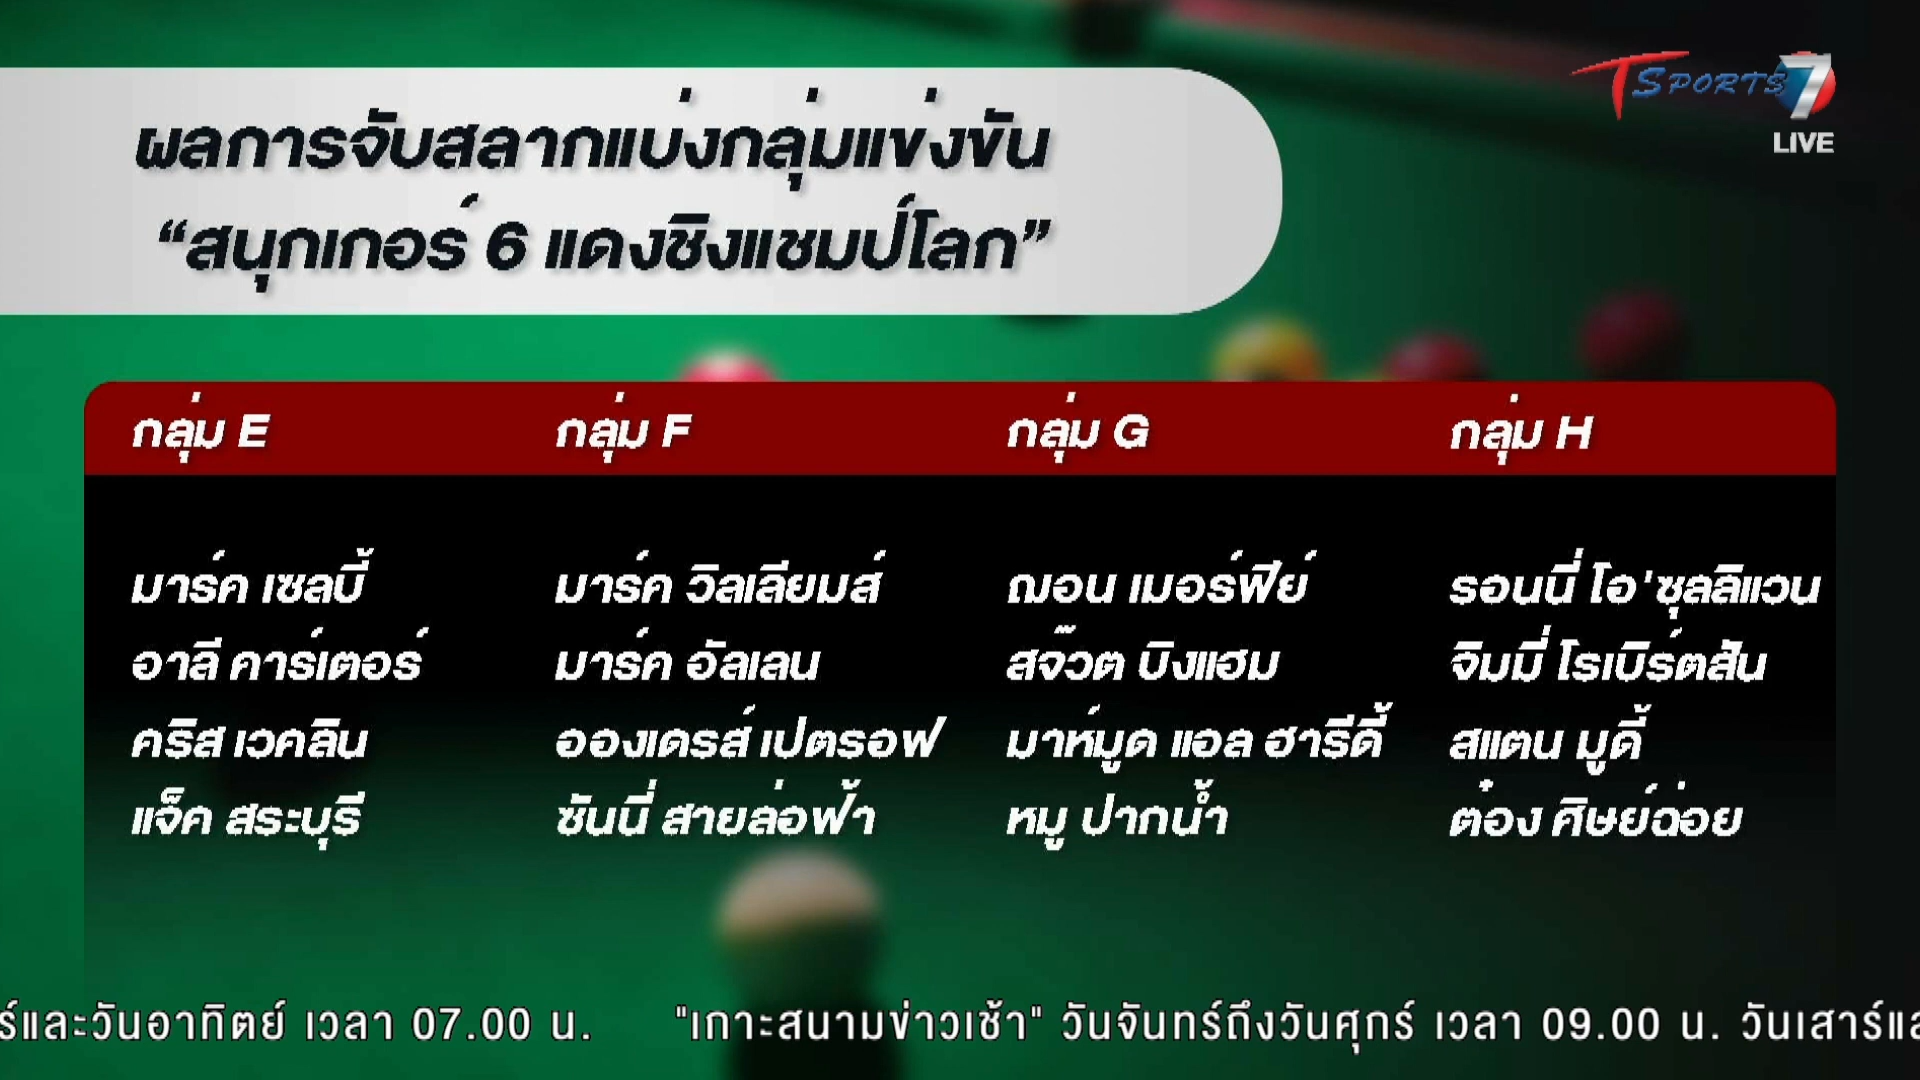 TSPORTS 7
LIVE
ผลการจับสลากแบ่งกลุ่มแข่งขัน
“สนุกเกอร์ 6 แดงชิงแชมป์โลก”
กลุ่ม E กลุ่ม F กลุ่ม G กลุ่ม H
มาร์ค เซลบี้ มาร์ค วิลเลียมส์ ฌอน เมอร์ฟีย์ รอนนี่ โอ'ซุลลิแวน
อาลี คาร์เตอร์ มาร์ค อัลเลน สจ๊วต บิงแฮม จิมมี่ โรเบิร์ตสัน
คริส เวคลิน อองเดรส์ เปตรอฟ มาห์มูด แอล ฮารีดี้ สแตน มูดี้
แจ็ค สระบุรี ซันนี่ สายล่อฟ้า หมู ปากน้ำ ต๋อง ศิษย์ฉ่อย
ร์และวันอาทิตย์ เวลา 07.00 น. "เกาะสนามข่าวเช้า" วันจันทร์ถึงวันศุกร์ เวลา 09.00 น. วันเสาร์แล